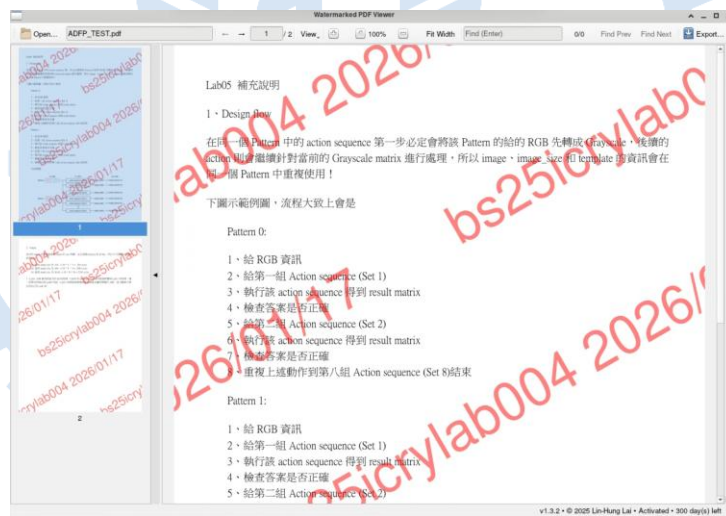 Watermarked PDF Viewer
Open... ADFP_TEST.pdf ← → 1 / 2 View 100% Fit Width Find (Enter) 0/0 Find Prev Find Next Export...
Lab05 補充說明
1、Design flow
在同一個 Pattern 中的 action sequence 第一步必定會將該 Pattern 的給的 RGB 先轉成 Grayscale，後續的
action 則會繼續針對當前的 Grayscale matrix 進行處理，所以 image、image_size 和 template 的資訊會在
同一個 Pattern 中重複使用！
下圖示範例圖，流程大致上會是
Pattern 0:
1、給 RGB 資訊
2、給第一組 Action sequence (Set 1)
3、執行該 action sequence 得到 result matrix
4、檢查答案是否正確
5、給第二組 Action sequence (Set 2)
6、執行該 action sequence 得到 result matrix
7、檢查答案是否正確
8、重複上述動作到第八組 Action sequence (Set 8)結束
Pattern 1:
1、給 RGB 資訊
2、給第一組 Action sequence (Set 1)
3、執行該 action sequence 得到 result matrix
4、檢查答案是否正確
5、給第二組 Action sequence (Set 2)
lab004 2026/
bs25icrylab0
26/01/17
bs25icrylab004 2026/
1
2
v1.3.2 • © 2025 Lin-Hung Lai • Activated • 300 day(s) left